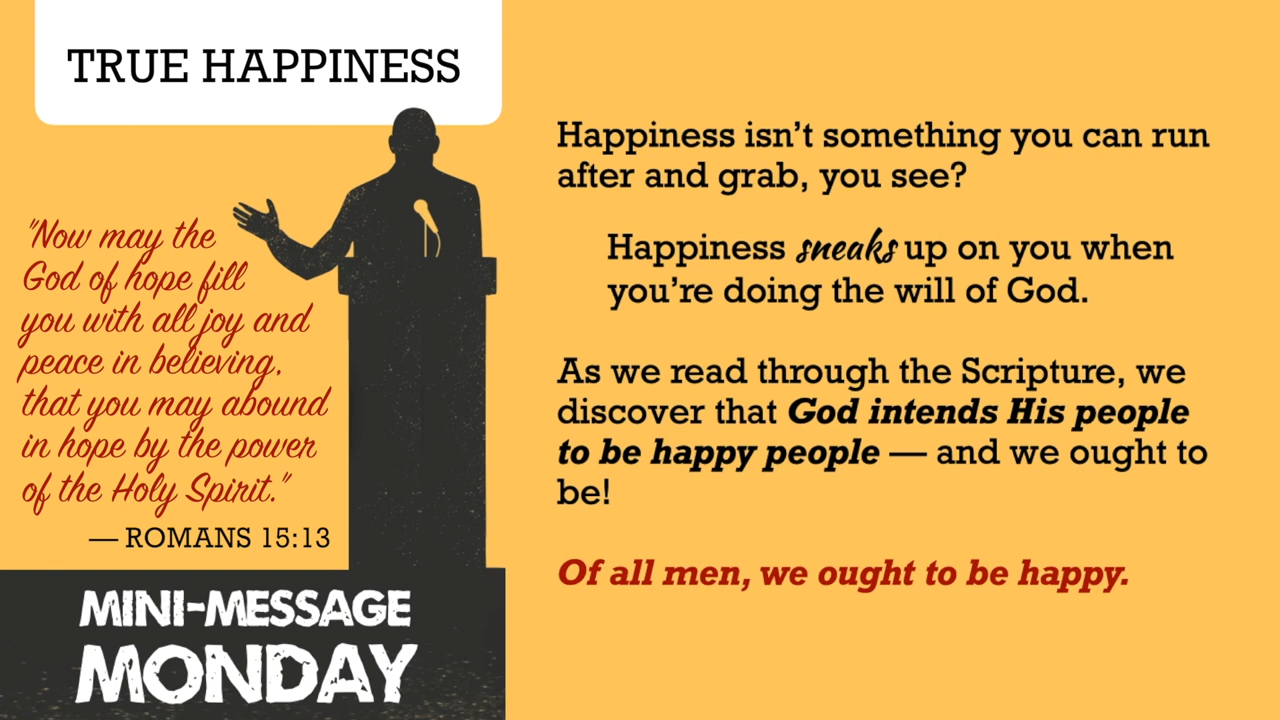 TRUE HAPPINESS
"Now may the
God of hope fill
you with all joy and
peace in believing,
that you may abound
in hope by the power
of the Holy Spirit."
— ROMANS 15:13
MINI-MESSAGE
MONDAY
Happiness isn’t something you can run
after and grab, you see?
Happiness sneaks up on you when
you’re doing the will of God.
As we read through the Scripture, we
discover that God intends His people
to be happy people — and we ought to
be!
Of all men, we ought to be happy.